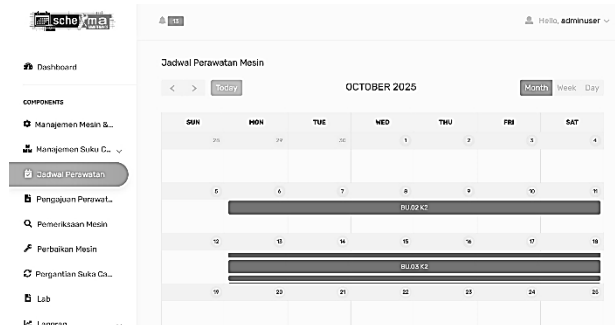 schexma
13
Hello, adminuser
Dashboard
COMPONENTS
Manajemen Mesin &...
Manajemen Suku C...
Jadwal Perawatan
Pengajuan Perawat...
Pemeriksaan Mesin
Perbaikan Mesin
Pergantian Suku Ca...
Lab
Laporan
Jadwal Perawatan Mesin
Today
OCTOBER 2025
Month Week Day
SUN MON TUE WED THU FRI SAT
28 29 30 1 2 3 4
5 6 7 8 9 10 11
BU.02 K2
12 13 14 15 16 17 18
BU.03 K2
19 20 21 22 23 24 25